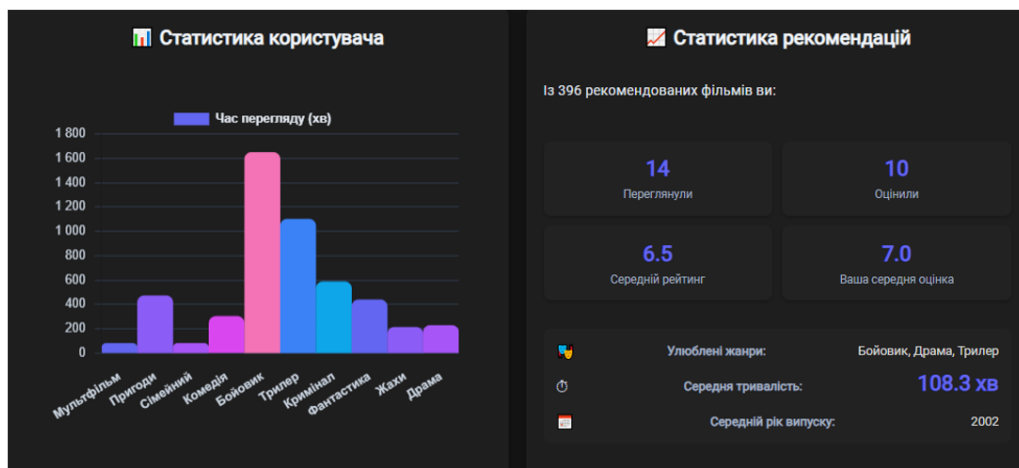 Статистика користувача
Час перегляду (хв)
1 800
1 600
1 400
1 200
1 000
800
600
400
200
0
Мультфільм
Пригоди
Сімейний
Комедія
Бойовик
Трилер
Кримінал
Фантастика
Жахи
Драма
Статистика рекомендацій
Із 396 рекомендованих фільмів ви:
14
Переглянули
10
Оцінили
6.5
Середній рейтинг
7.0
Ваша середня оцінка
Улюблені жанри: Бойовик, Драма, Трилер
Середня тривалість: 108.3 хв
Середній рік випуску: 2002